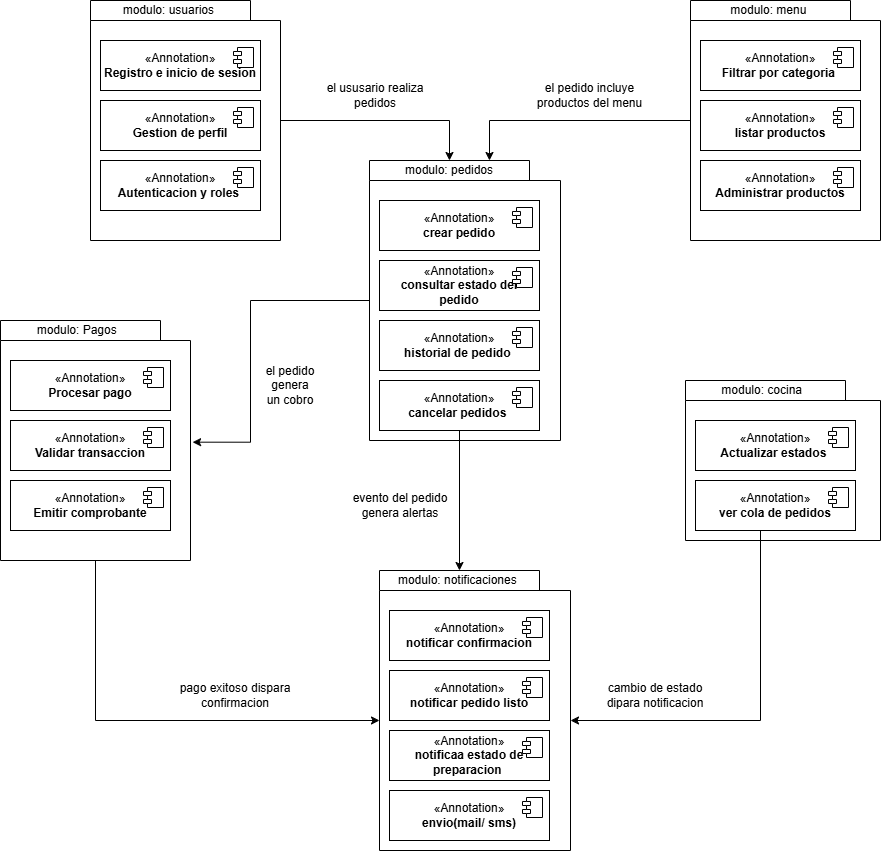 modulo: usuarios
«Annotation»
Registro e inicio de sesion
«Annotation»
Gestion de perfil
«Annotation»
Autenticacion y roles
el ususario realiza
pedidos
modulo: menu
«Annotation»
Filtrar por categoria
«Annotation»
listar productos
«Annotation»
Administrar productos
el pedido incluye
productos del menu
modulo: pedidos
«Annotation»
crear pedido
«Annotation»
consultar estado del
pedido
«Annotation»
historial de pedido
«Annotation»
cancelar pedidos
el pedido
genera
un cobro
modulo: Pagos
«Annotation»
Procesar pago
«Annotation»
Validar transaccion
«Annotation»
Emitir comprobante
modulo: cocina
«Annotation»
Actualizar estados
«Annotation»
ver cola de pedidos
evento del pedido
genera alertas
modulo: notificaciones
«Annotation»
notificar confirmacion
«Annotation»
notificar pedido listo
«Annotation»
notificaa estado de
preparacion
«Annotation»
envio(mail/ sms)
pago exitoso dispara
confirmacion
cambio de estado
dipara notificacion